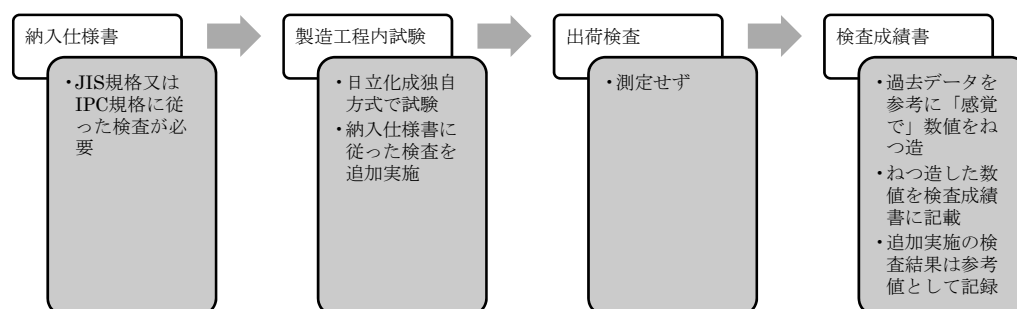 納入仕様書
・JIS規格又は
IPC規格に従
った検査が必
要
製造工程内試験
・日立化成独自
方式で試験
・納入仕様書に
従った検査を
追加実施
出荷検査
・測定せず
検査成績書
・過去データを
参考に「感覚
で」数値をね
つ造
・ねつ造した数
値を検査成績
書に記載
・追加実施の検
査結果は参考
値として記録